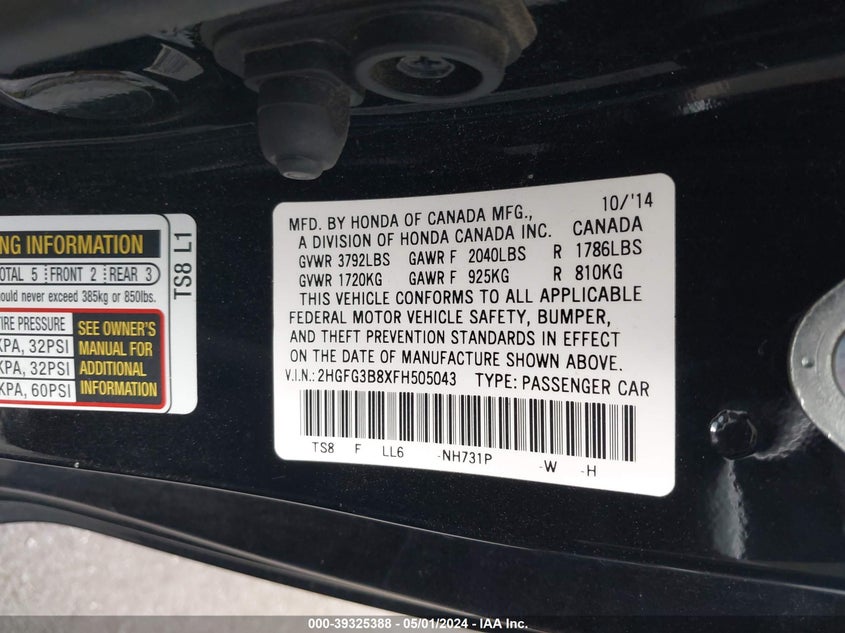 NG INFORMATION
OTAL 5 FRONT 2 REAR 3
ould never exceed 385kg or 850lbs.
IRE PRESSURE
KPA, 32PSI
KPA, 32PSI
KPA, 60PSI
SEE OWNER'S
MANUAL FOR
ADDITIONAL
INFORMATION
TS8 L1
10/'14
MFD. BY HONDA OF CANADA MFG.,
A DIVISION OF HONDA CANADA INC. CANADA
GVWR 3792LBS GAWR F 2040LBS R 1786LBS
GVWR 1720KG GAWR F 925KG R 810KG
THIS VEHICLE CONFORMS TO ALL APPLICABLE
FEDERAL MOTOR VEHICLE SAFETY, BUMPER,
AND THEFT PREVENTION STANDARDS IN EFFECT
ON THE DATE OF MANUFACTURE SHOWN ABOVE.
V.I.N.: 2HGFG3B8XFH505043 TYPE: PASSENGER CAR
TS8 F LL6 -NH731P -W -H
000-39325388 - 05/01/2024 - IAA Inc.